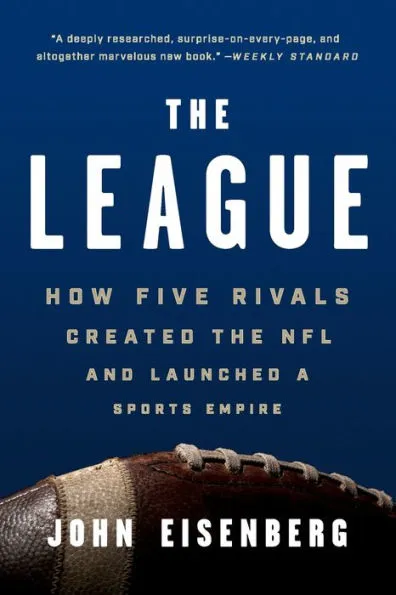 "A deeply researched, surprise-on-every-page, and
altogether marvelous new book." —WEEKLY STANDARD
THE
LEAGUE
HOW FIVE RIVALS
CREATED THE NFL
AND LAUNCHED A
SPORTS EMPIRE
JOHN EISENBERG